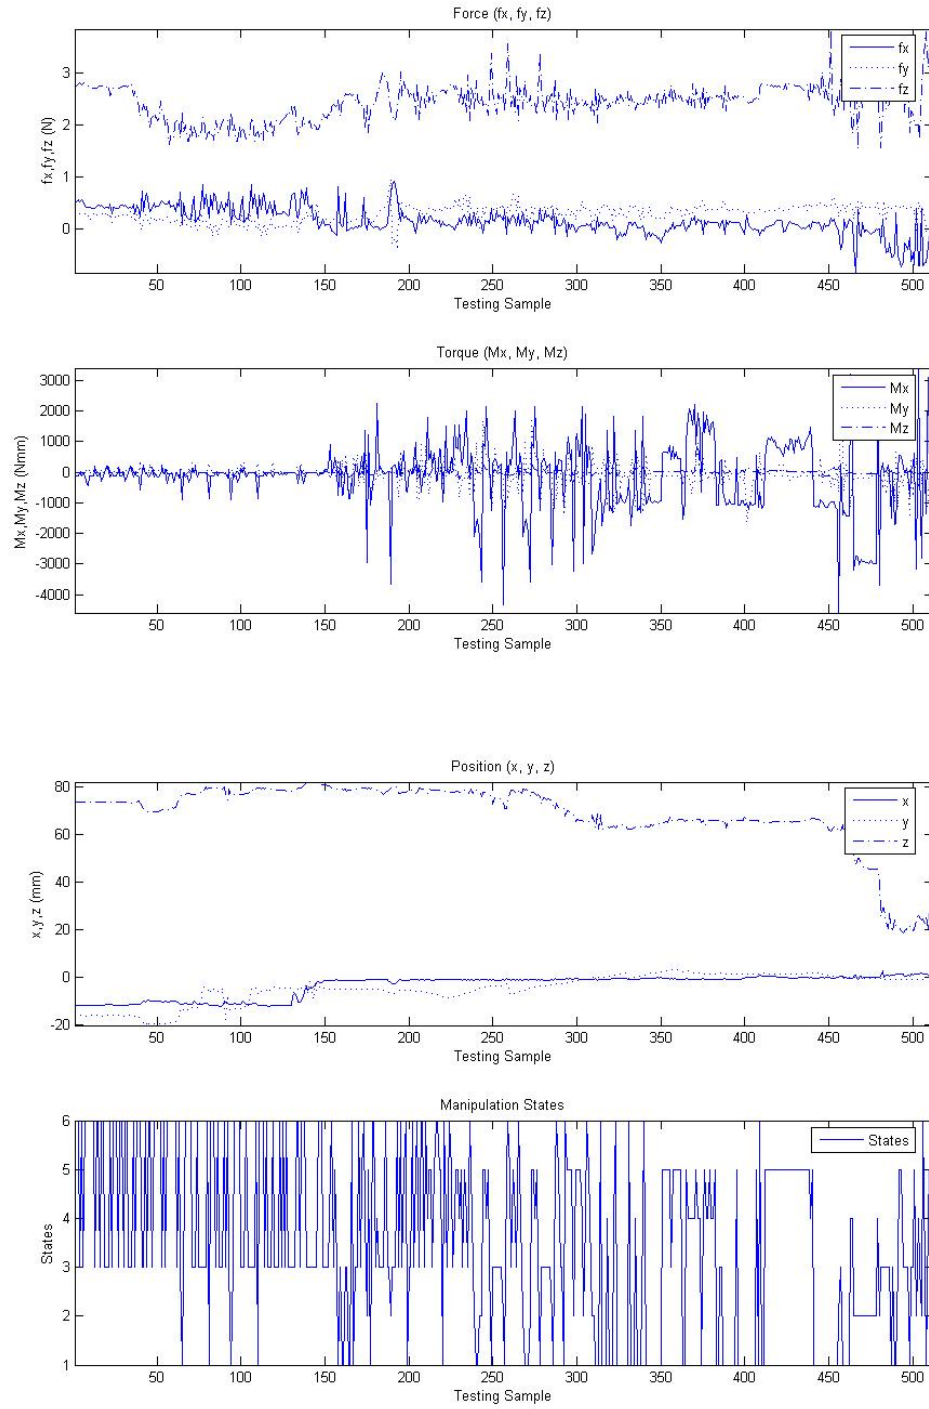 Force (fx, fy, fz)
fx
fy
fz
3
2
1
0
fx,fy,fz (N)
50 100 150 200 250 300 350 400 450 500
Testing Sample
Torque (Mx, My, Mz)
Mx
My
Mz
3000
2000
1000
0
-1000
-2000
-3000
-4000
Mx,My,Mz (Nmm)
50 100 150 200 250 300 350 400 450 500
Testing Sample
Position (x, y, z)
x
y
z
80
60
40
20
0
-20
x,y,z (mm)
50 100 150 200 250 300 350 400 450 500
Testing Sample
Manipulation States
States
6
5
4
3
2
1
States
50 100 150 200 250 300 350 400 450 500
Testing Sample